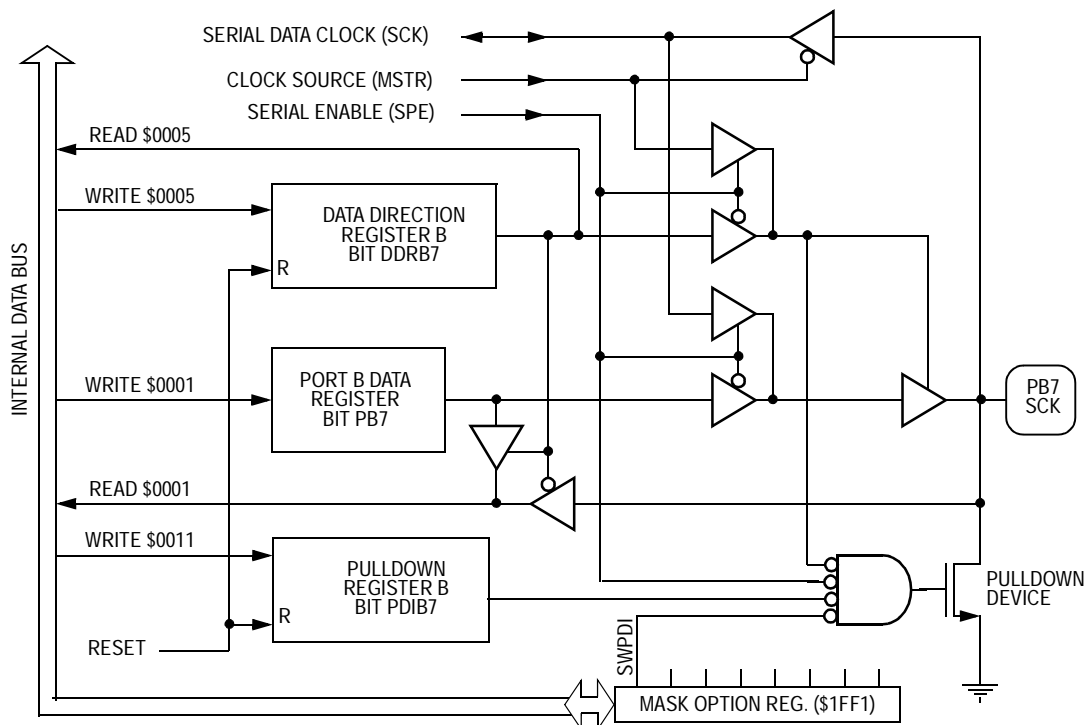 SERIAL DATA CLOCK (SCK)
CLOCK SOURCE (MSTR)
SERIAL ENABLE (SPE)
READ $0005
WRITE $0005
DATA DIRECTION
REGISTER B
BIT DDRB7
R
INTERNAL DATA BUS
WRITE $0001
PORT B DATA
REGISTER
BIT PB7
PB7
SCK
READ $0001
WRITE $0011
PULLDOWN
REGISTER B
BIT PDIB7
R
PULLDOWN
DEVICE
RESET
SWPDI
MASK OPTION REG. ($1FF1)